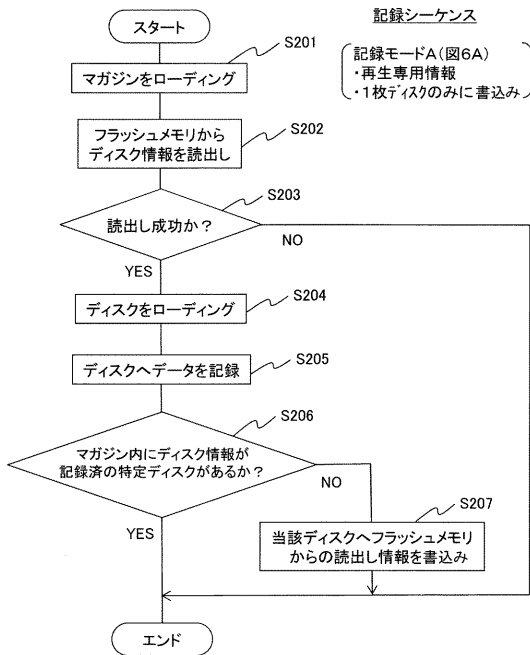 記録シーケンス
記録モードA(図6A)
・再生専用情報
・1枚ディスクのみに書込み
スタート
S201
マガジンをローディング
S202
フラッシュメモリから
ディスク情報を読出し
S203
読出し成功か？
NO
YES
S204
ディスクをローディング
S205
ディスクへデータを記録
S206
マガジン内にディスク情報が
記録済の特定ディスクがあるか？
NO
YES
S207
当該ディスクへフラッシュメモリ
からの読出し情報を書込み
エンド